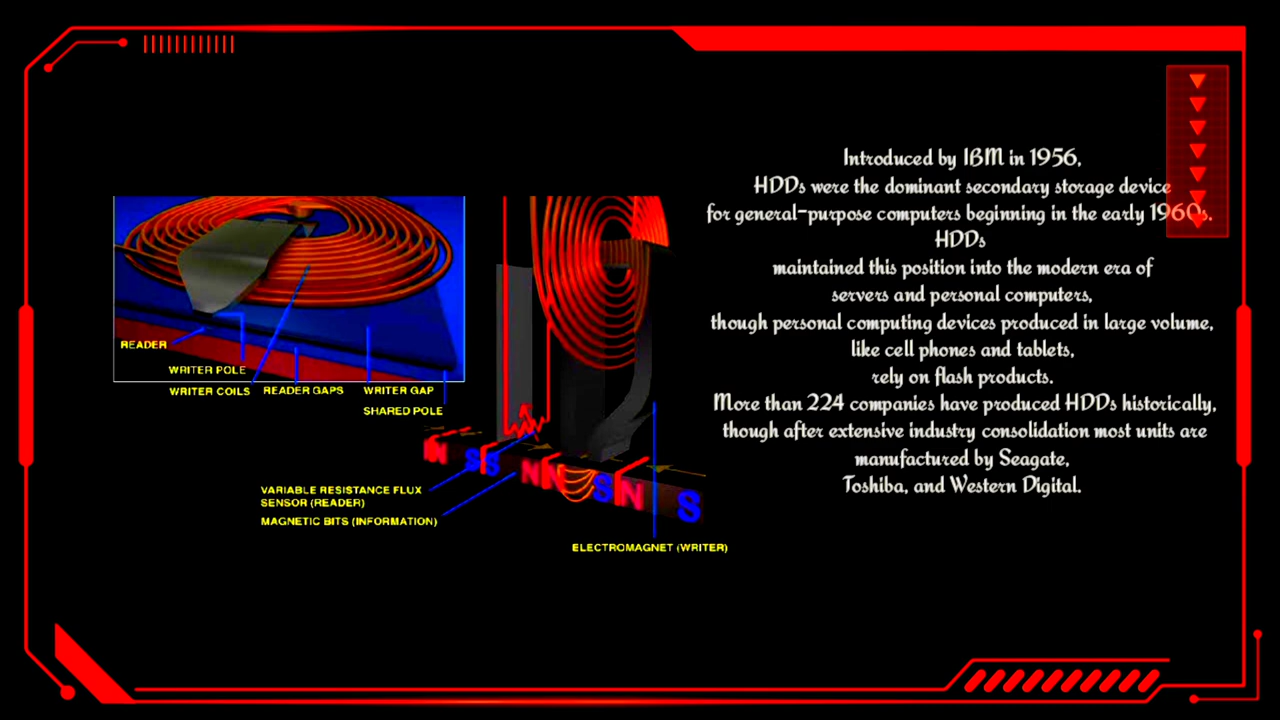 Introduced by IBM in 1956,
HDDs were the dominant secondary storage device
for general-purpose computers beginning in the early 1960s.
HDDs
maintained this position into the modern era of
servers and personal computers,
though personal computing devices produced in large volume,
like cell phones and tablets,
rely on flash products.
More than 224 companies have produced HDDs historically,
though after extensive industry consolidation most units are
manufactured by Seagate,
Toshiba, and Western Digital.
READER
WRITER POLE
WRITER COILS READER GAPS WRITER GAP
SHARED POLE
N S S N N S N S
VARIABLE RESISTANCE FLUX
SENSOR (READER)
MAGNETIC BITS (INFORMATION)
ELECTROMAGNET (WRITER)